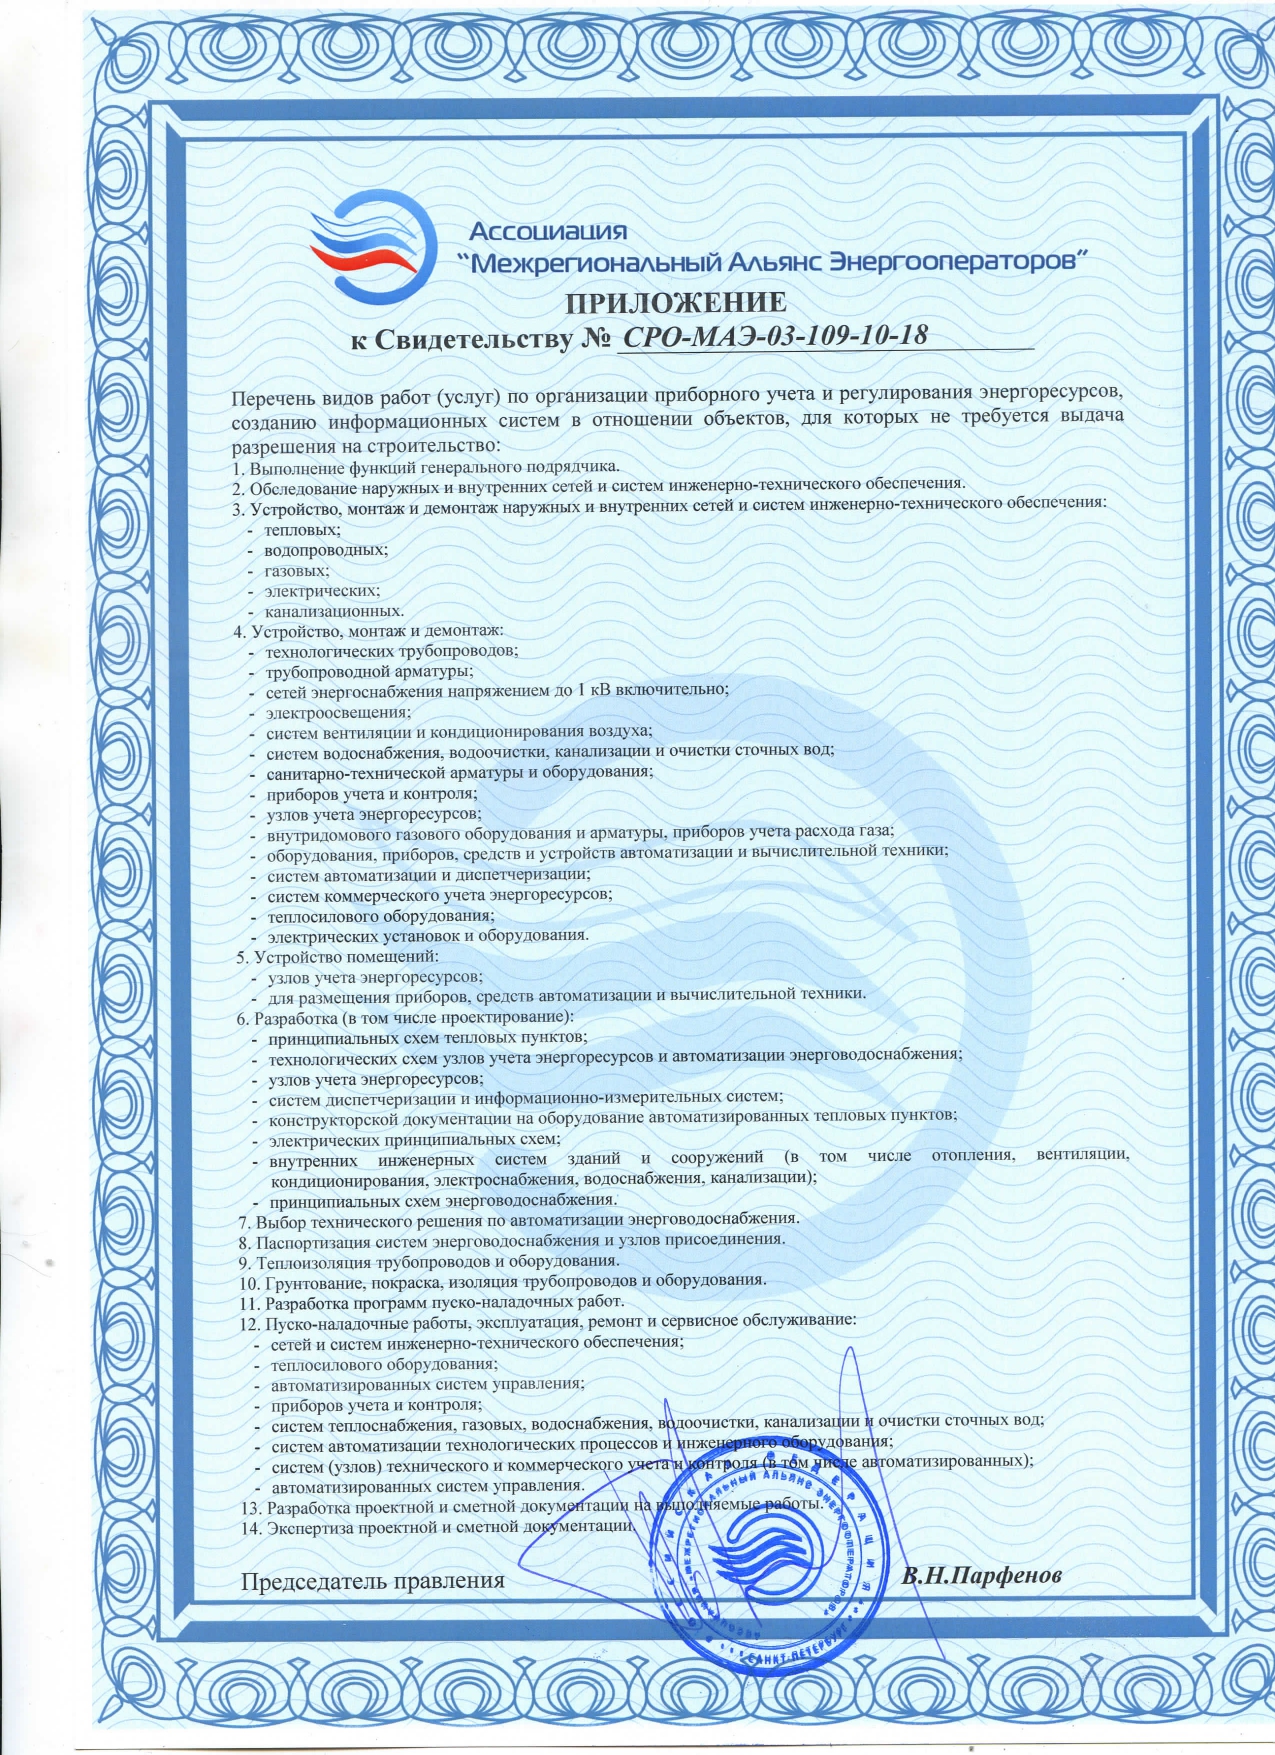 Ассоциация
“Межрегиональный Альянс Энергооператоров”
ПРИЛОЖЕНИЕ
к Свидетельству № СРО-МАЭ-03-109-10-18
Перечень видов работ (услуг) по организации приборного учета и регулирования энергоресурсов,
созданию информационных систем в отношении объектов, для которых не требуется выдача
разрешения на строительство:
1. Выполнение функций генерального подрядчика.
2. Обследование наружных и внутренних сетей и систем инженерно-технического обеспечения.
3. Устройство, монтаж и демонтаж наружных и внутренних сетей и систем инженерно-технического обеспечения:
- тепловых;
- водопроводных;
- газовых;
- электрических;
- канализационных.
4. Устройство, монтаж и демонтаж:
- технологических трубопроводов;
- трубопроводной арматуры;
- сетей энергоснабжения напряжением до 1 кВ включительно;
- электроосвещения;
- систем вентиляции и кондиционирования воздуха;
- систем водоснабжения, водоочистки, канализации и очистки сточных вод;
- санитарно-технической арматуры и оборудования;
- приборов учета и контроля;
- узлов учета энергоресурсов;
- внутридомового газового оборудования и арматуры, приборов учета расхода газа;
- оборудования, приборов, средств и устройств автоматизации и вычислительной техники;
- систем автоматизации и диспетчеризации;
- систем коммерческого учета энергоресурсов;
- теплосилового оборудования;
- электрических установок и оборудования.
5. Устройство помещений:
- узлов учета энергоресурсов;
- для размещения приборов, средств автоматизации и вычислительной техники.
6. Разработка (в том числе проектирование):
- принципиальных схем тепловых пунктов;
- технологических схем узлов учета энергоресурсов и автоматизации энерговодоснабжения;
- узлов учета энергоресурсов;
- систем диспетчеризации и информационно-измерительных систем;
- конструкторской документации на оборудование автоматизированных тепловых пунктов;
- электрических принципиальных схем;
- внутренних инженерных систем зданий и сооружений (в том числе отопления, вентиляции,
кондиционирования, электроснабжения, водоснабжения, канализации);
- принципиальных схем энерговодоснабжения.
7. Выбор технического решения по автоматизации энерговодоснабжения.
8. Паспортизация систем энерговодоснабжения и узлов присоединения.
9. Теплоизоляция трубопроводов и оборудования.
10. Грунтование, покраска, изоляция трубопроводов и оборудования.
11. Разработка программ пуско-наладочных работ.
12. Пуско-наладочные работы, эксплуатация, ремонт и сервисное обслуживание:
- сетей и систем инженерно-технического обеспечения;
- теплосилового оборудования;
- автоматизированных систем управления;
- приборов учета и контроля;
- систем теплоснабжения, газовых, водоснабжения, водоочистки, канализации и очистки сточных вод;
- систем автоматизации технологических процессов и инженерного оборудования;
- систем (узлов) технического и коммерческого учета и контроля (в том числе автоматизированных);
- автоматизированных систем управления.
13. Разработка проектной и сметной документации на выполняемые работы.
14. Экспертиза проектной и сметной документации.
Председатель правления
В.Н.Парфенов
АССОЦИАЦИЯ «МЕЖРЕГИОНАЛЬНЫЙ АЛЬЯНС ЭНЕРГООПЕРАТОРОВ»
САНКТ-ПЕТЕРБУРГ